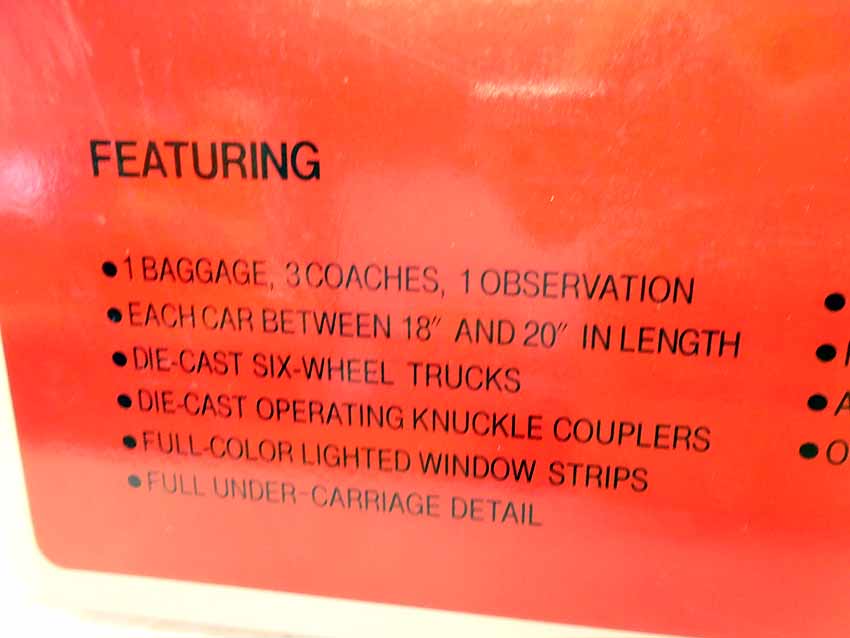 FEATURING
●1 BAGGAGE, 3 COACHES, 1 OBSERVATION
●EACH CAR BETWEEN 18″ AND 20″ IN LENGTH
●DIE-CAST SIX-WHEEL TRUCKS
●DIE-CAST OPERATING KNUCKLE COUPLERS
●FULL-COLOR LIGHTED WINDOW STRIPS
●FULL UNDER-CARRIAGE DETAIL